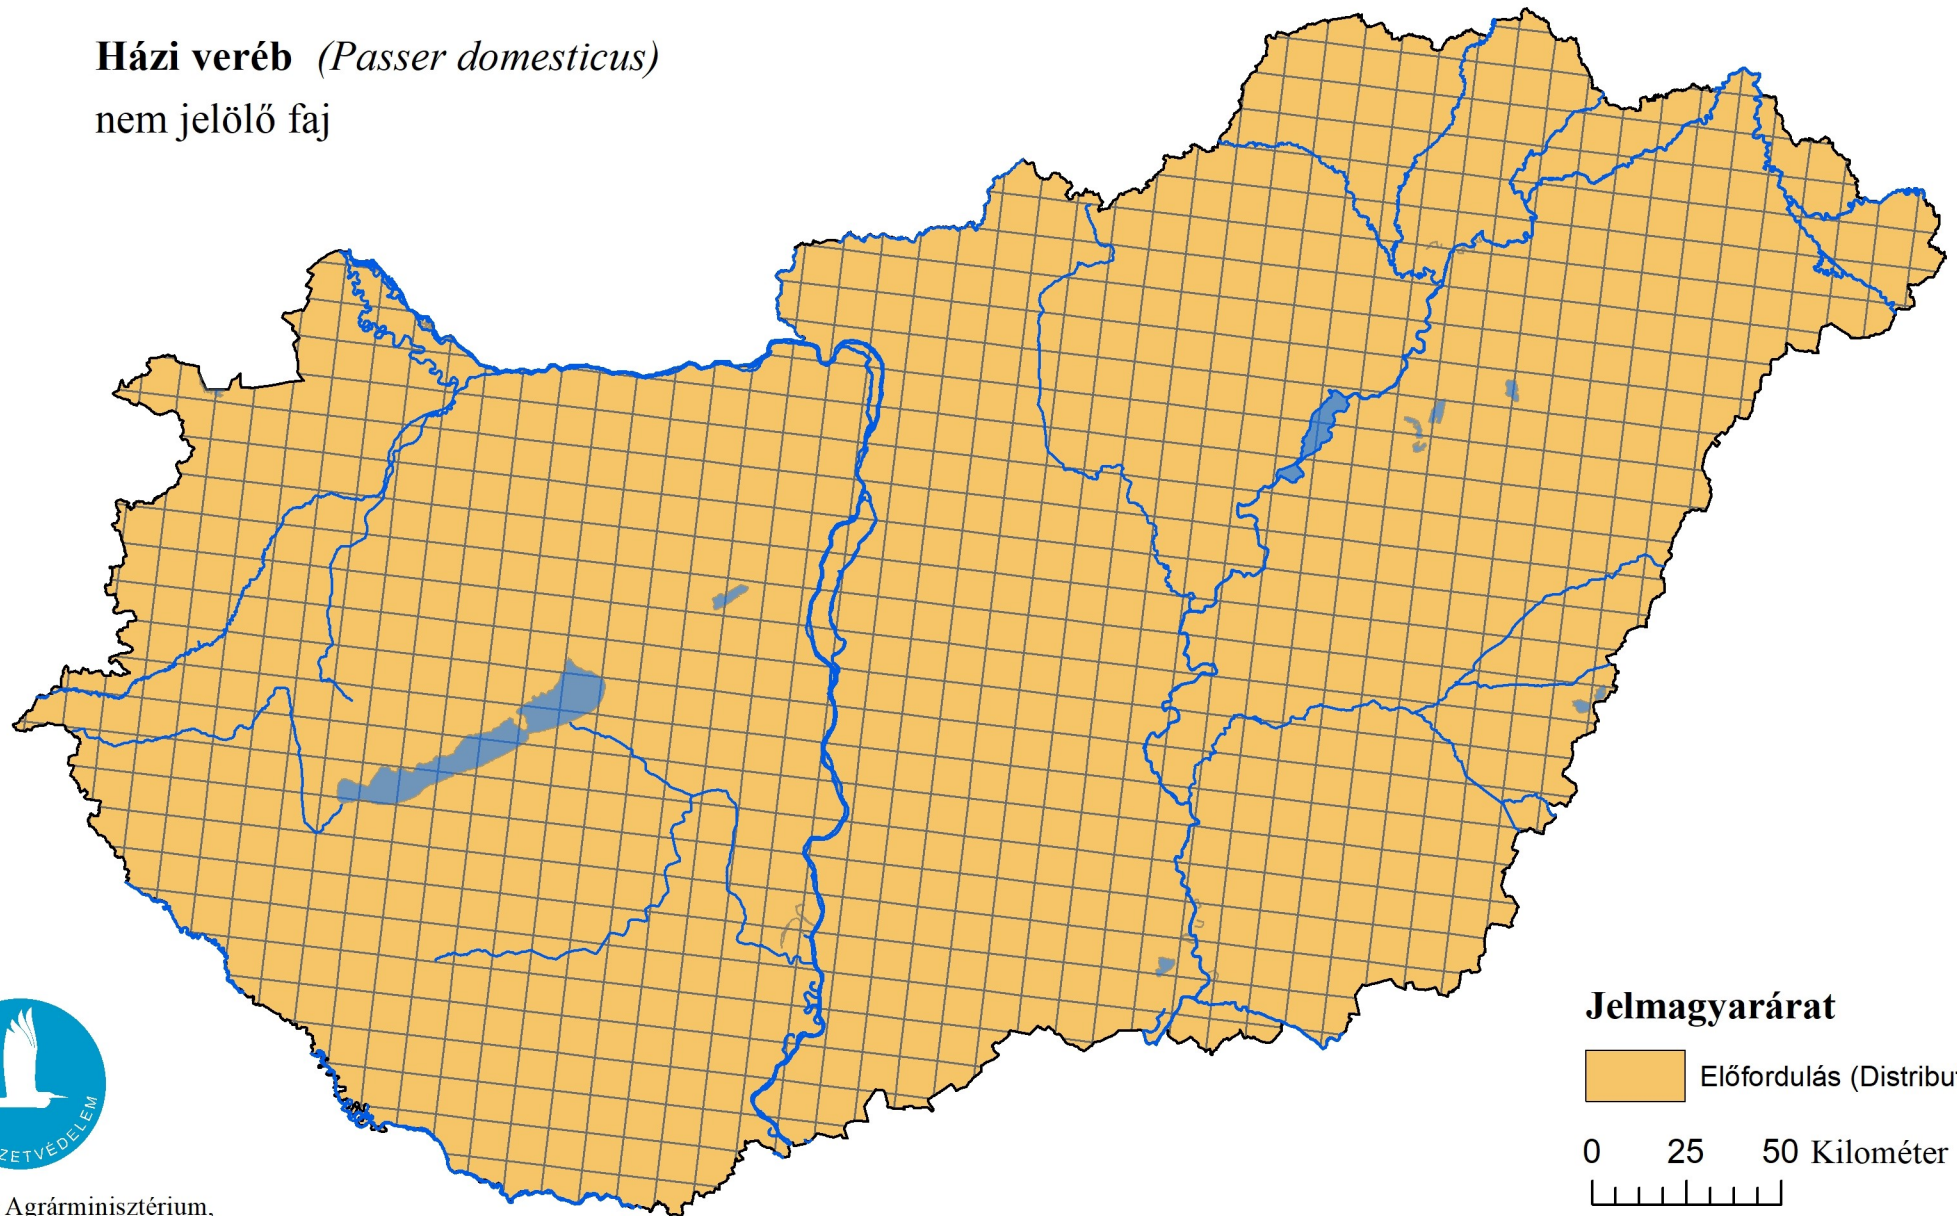 Házi veréb (Passer domesticus)
nem jelölő faj
Jelmagyarárat
Előfordulás (Distribu
0 25 50 Kilométer
ZETVÉDELEM
Agrárminisztérium,